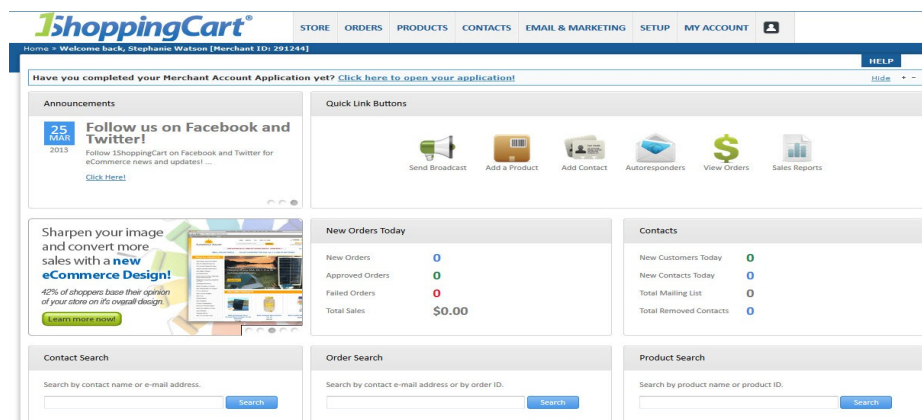 1ShoppingCart®
STORE ORDERS PRODUCTS CONTACTS EMAIL & MARKETING SETUP MY ACCOUNT
Home » Welcome back, Stephanie Watson [Merchant ID: 291244]
HELP
Have you completed your Merchant Account Application yet? Click here to open your application!
Hide + -
Announcements
25
MAR
2013
Follow us on Facebook and
Twitter!
Follow 1ShoppingCart on Facebook and Twitter for
eCommerce news and updates! ...
Click Here!
Quick Link Buttons
Send Broadcast Add a Product Add Contact Autoresponders View Orders Sales Reports
Sharpen your image
and convert more
sales with a new
eCommerce Design!
42% of shoppers base their opinion
of your store on it's overall design.
Learn more now!
New Orders Today
New Orders 0
Approved Orders 0
Failed Orders 0
Total Sales $0.00
Contacts
New Customers Today 0
New Contacts Today 0
Total Mailing List 0
Total Removed Contacts 0
Contact Search
Search by contact name or e-mail address.
Search
Order Search
Search by contact e-mail address or by order ID.
Search
Product Search
Search by product name or product ID.
Search